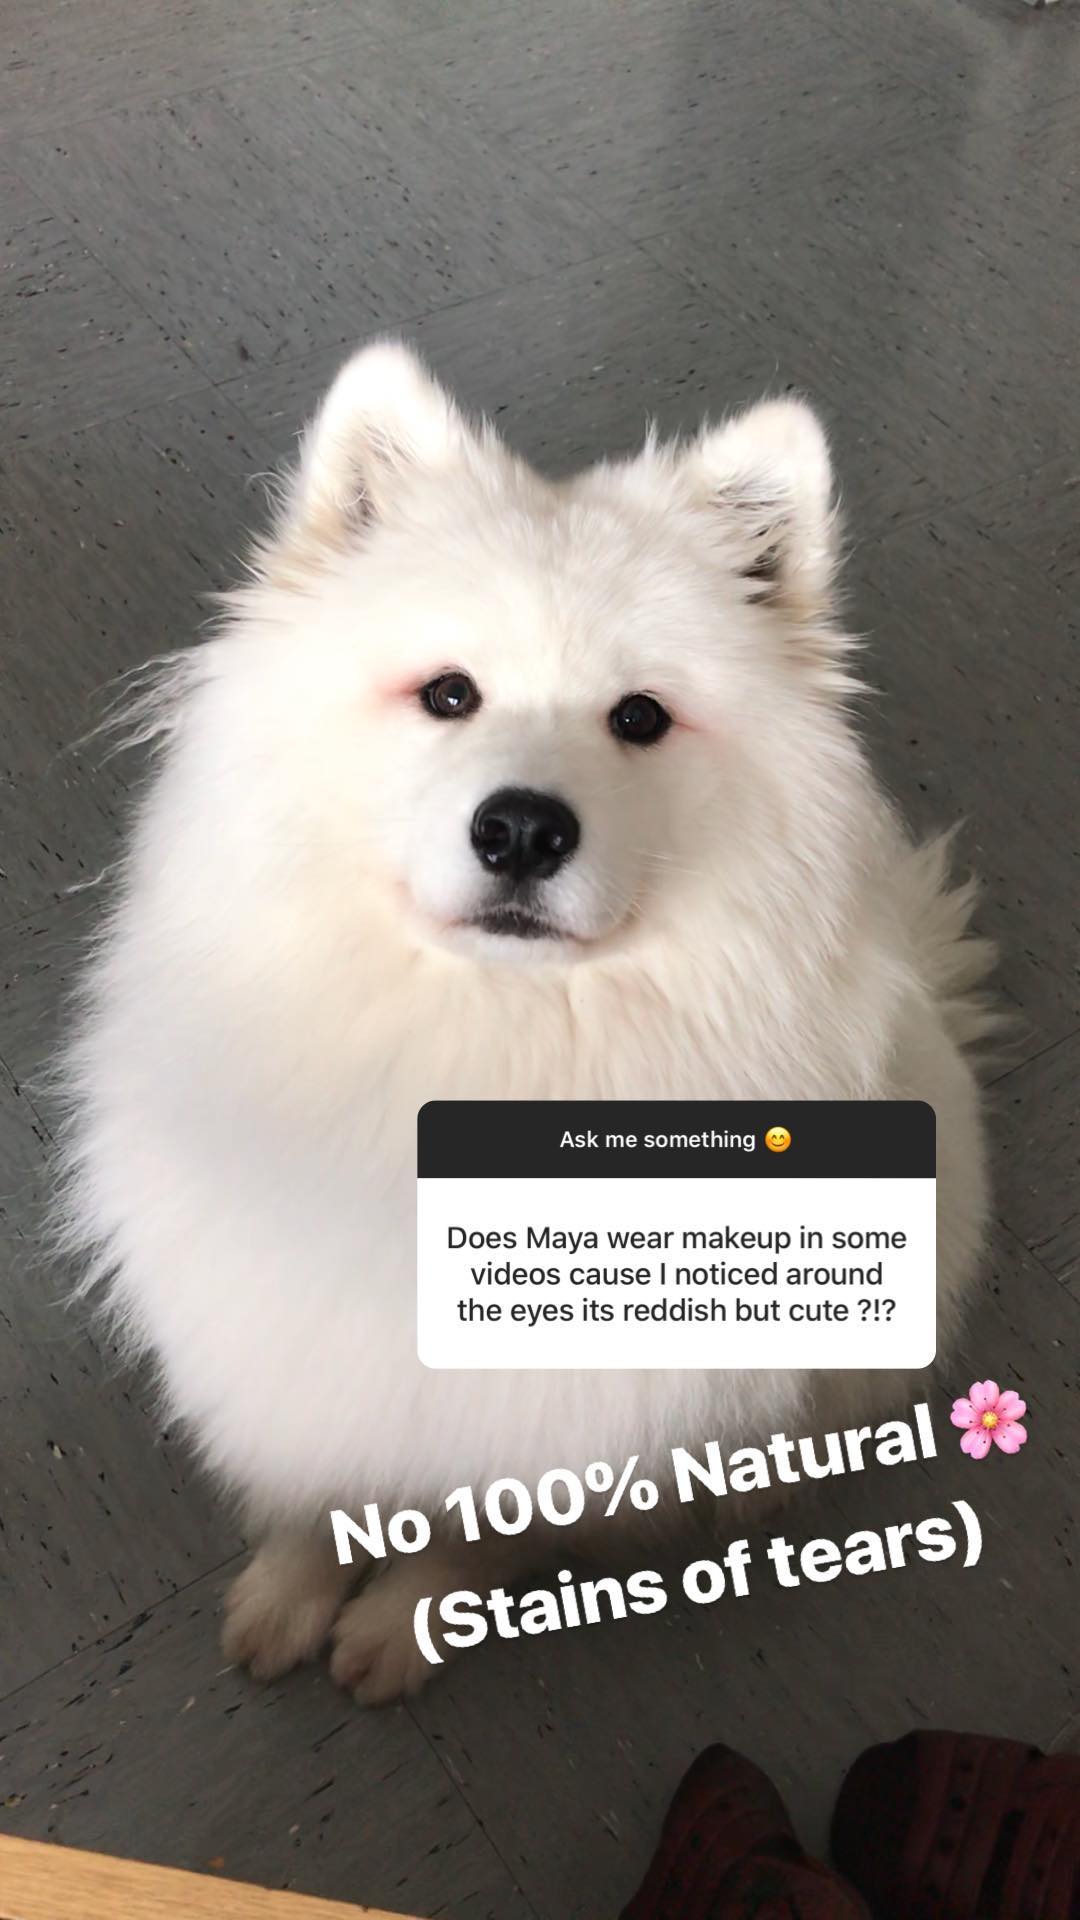 Ask me something 😊
Does Maya wear makeup in some
videos cause I noticed around
the eyes its reddish but cute ?!?
No 100% Natural 🌸
(Stains of tears)